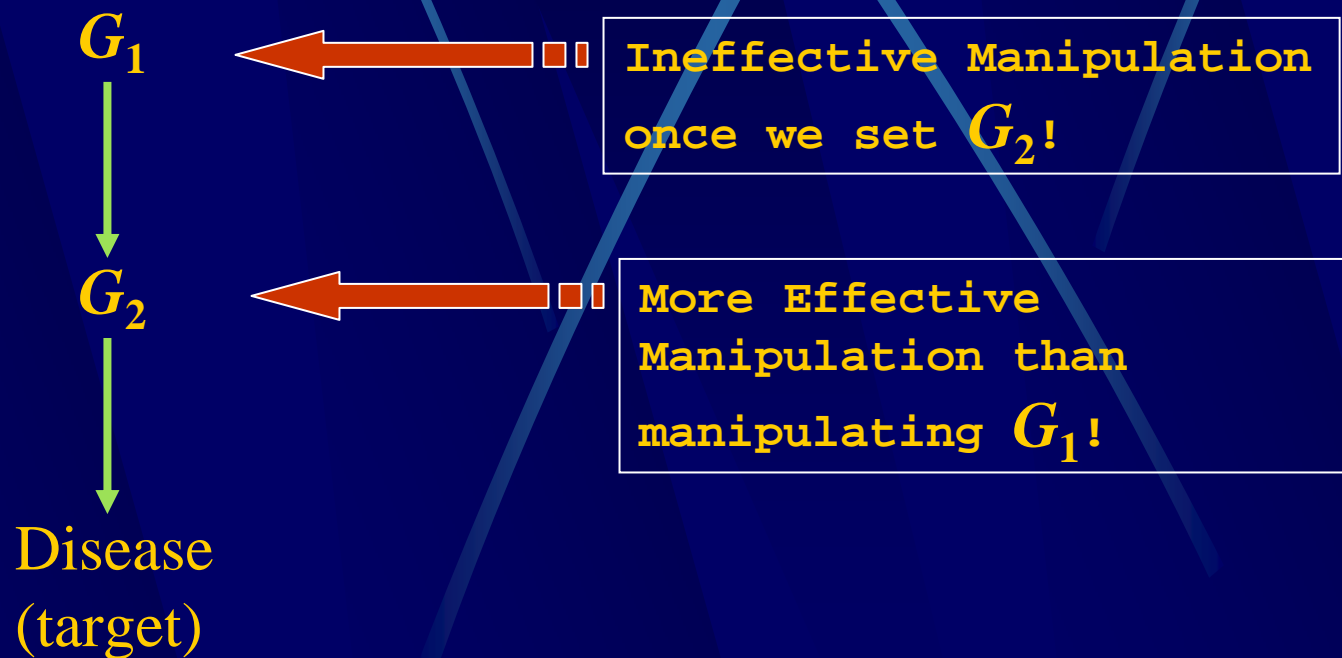 G₁
Ineffective Manipulation
once we set G₂!
G₂
More Effective
Manipulation than
manipulating G₁!
Disease
(target)